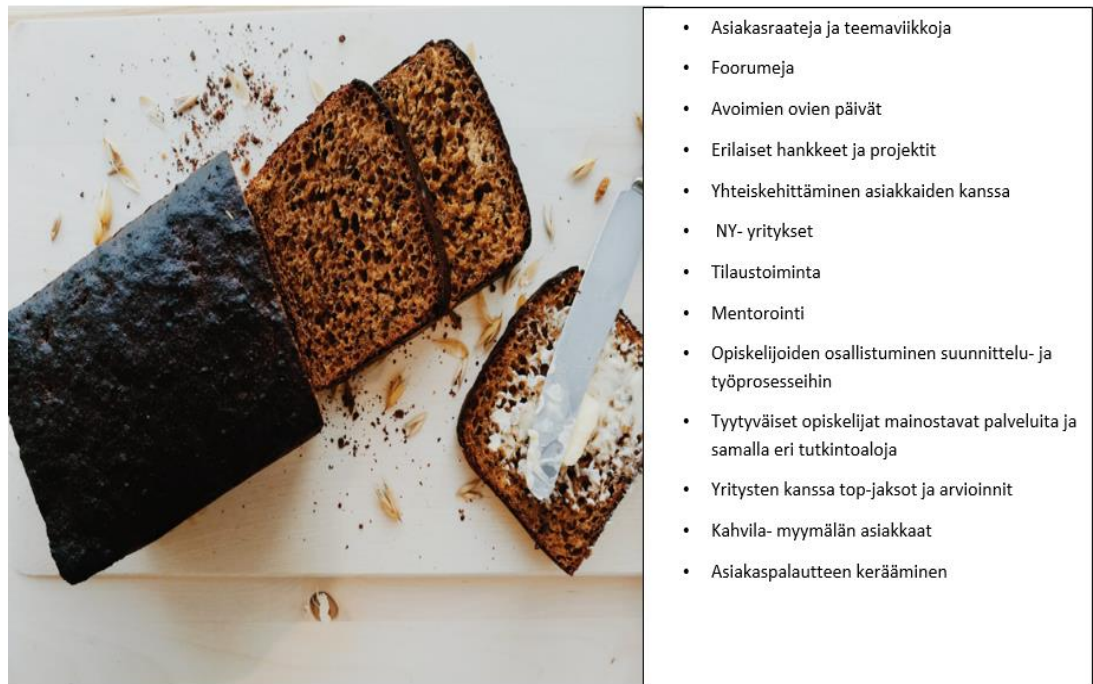 • Asiakasraateja ja teemaviikkoja
• Foorumeja
• Avoimien ovien päivät
• Erilaiset hankkeet ja projektit
• Yhteiskehittäminen asiakkaiden kanssa
• NY- yritykset
• Tilaustoiminta
• Mentorointi
• Opiskelijoiden osallistuminen suunnittelu- ja
työprosesseihin
• Tyytyväiset opiskelijat mainostavat palveluita ja
samalla eri tutkintoaloja
• Yritysten kanssa top-jaksot ja arvioinnit
• Kahvila- myymälän asiakkaat
• Asiakaspalautteen kerääminen